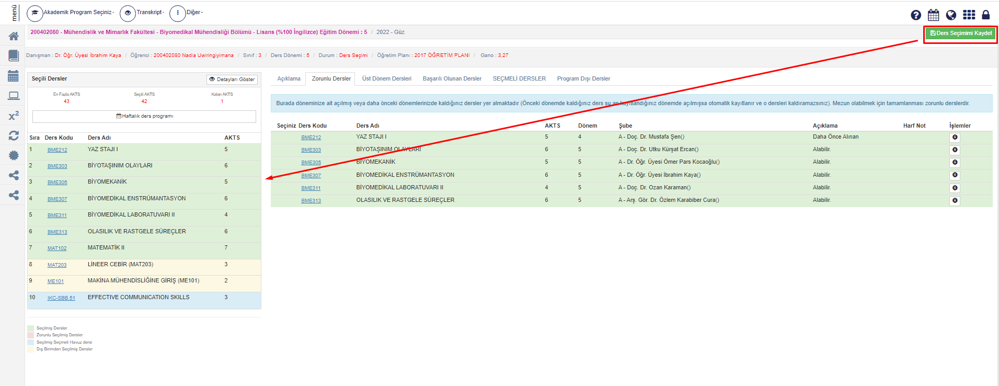 menü
Akademik Program Seçiniz -
Transkript -
Diğer -
200402080 - Mühendislik ve Mimarlık Fakültesi - Biyomedikal Mühendisliği Bölümü - Lisans (%100 İngilizce) Eğitim Dönemi : 5 / 2022 - Güz
Ders Seçimimi Kaydet
Danışman : Dr. Öğr. Üyesi İbrahim Kaya / Öğrenci : 200402080 Nadia Uwiringiyimana / Sınıf : 3 / Ders Dönemi : 5 / Durum : Ders Seçimi / Öğretim Planı : 2017 ÖĞRETİM PLANI / Gano : 3,27
Seçili Dersler
Detayları Göster
En Fazla AKTS Seçili AKTS Kalan AKTS
43 42 1
Haftalık ders programı
Sıra Ders Kodu Ders Adı AKTS
1 BME212 YAZ STAJI I 5
2 BME303 BİYOTAŞINIM OLAYLARI 6
3 BME305 BİYOMEKANİK 5
4 BME307 BİYOMEDİKAL ENSTRÜMANTASYON 6
5 BME311 BİYOMEDİKAL LABORATUVARI II 4
6 BME313 OLASILIK VE RASTGELE SÜREÇLER 6
7 MAT102 MATEMATİK II 7
8 MAT203 LİNEER CEBİR (MAT203) 3
9 ME101 MAKİNA MÜHENDİSLİĞİNE GİRİŞ (ME101) 2
10 IKC-SBB.51 EFFECTIVE COMMUNICATION SKILLS 3
Seçilmiş Dersler
Zorunlu Seçilmiş Dersler
Seçilmiş Seçmeli Havuz dersi
Dış Birimden Seçilmiş Dersler
Açıklama Zorunlu Dersler Üst Dönem Dersleri Başarılı Olunan Dersler SEÇMELİ DERSLER Program Dışı Dersler
Burada döneminize ait açılmış veya daha önceki dönemlerinizde kaldığınız dersler yer almaktadır (Önceki dönemde kaldığınız ders şu an kayıtlandığınız dönemde açılmışsa otomatik kayıtlanır ve o dersleri kaldıramazsınız). Mezun olabilmek için tamamlanması zorunlu derslerdir.
Seçiniz Ders Kodu Ders Adı AKTS Dönem Şube Açıklama Harf Not İşlemler
BME212 YAZ STAJI I 5 4 A - Doç. Dr. Mustafa Şen() Daha Önce Alınan
BME303 BİYOTAŞINIM OLAYLARI 6 5 A - Doç. Dr. Utku Kürşat Ercan() Alabilir.
BME305 BİYOMEKANİK 5 5 A - Dr. Öğr. Üyesi Ömer Pars Kocaoğlu() Alabilir.
BME307 BİYOMEDİKAL ENSTRÜMANTASYON 6 5 A - Dr. Öğr. Üyesi İbrahim Kaya() Alabilir.
BME311 BİYOMEDİKAL LABORATUVARI II 4 5 A - Doç. Dr. Ozan Karaman() Alabilir.
BME313 OLASILIK VE RASTGELE SÜREÇLER 6 5 A - Arş. Gör. Dr. Özlem Karabiber Cura() Alabilir.
x²